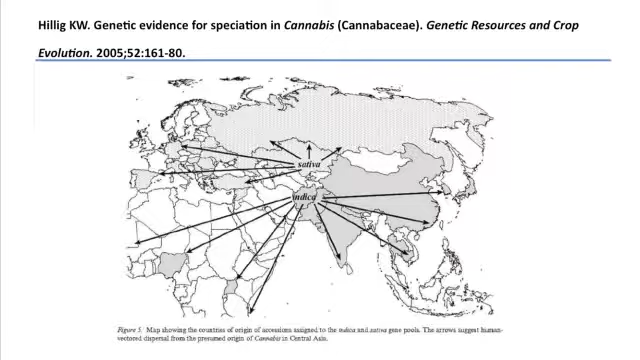 Hillig KW. Genetic evidence for speciation in Cannabis (Cannabaceae). Genetic Resources and Crop
Evolution. 2005;52:161-80.
sativa
indica
Figure 5. Map showing the countries of origin of accessions assigned to the indica and sativa gene pools. The arrows suggest human-
vectored dispersal from the presumed origin of Cannabis in Central Asia.